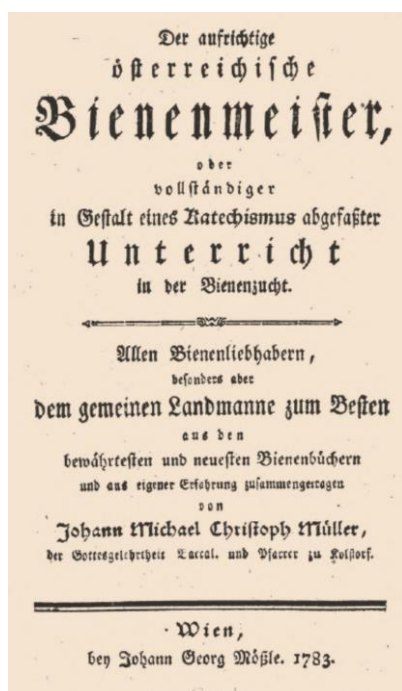 Der aufrichtige
österreichische
Bienenmeister,
oder
vollständiger
in Gestalt eines Katechismus abgefaßter
Unterricht
in der Bienenzucht.
Allen Bienenliebhabern,
besonders aber
dem gemeinen Landmanne zum Besten
aus den
bewährtesten und neuesten Bienenbüchern
und aus eigener Erfahrung zusammengetragen
von
Johann Michael Christoph Müller,
der Gottesgelehrtheit Baccal. und Pfarrer zu
Wien,
bey Johann Georg Mößle. 1783.